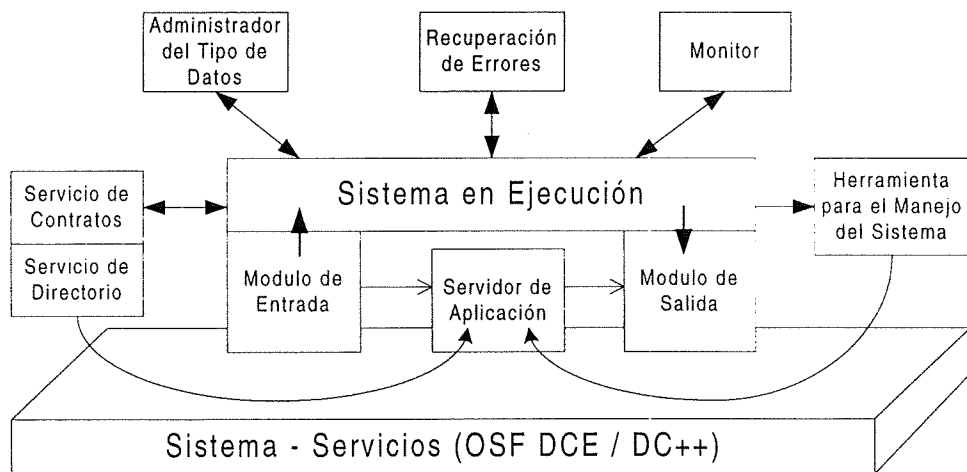 Administrador
del Tipo de
Datos
Recuperación
de Errores
Monitor
Servicio de
Contratos
Sistema en Ejecución
Herramienta
para el Manejo
del Sistema
Servicio de
Directorio
Modulo de
Entrada
Servidor de
Aplicación
Modulo de
Salida
Sistema - Servicios (OSF DCE / DC++)